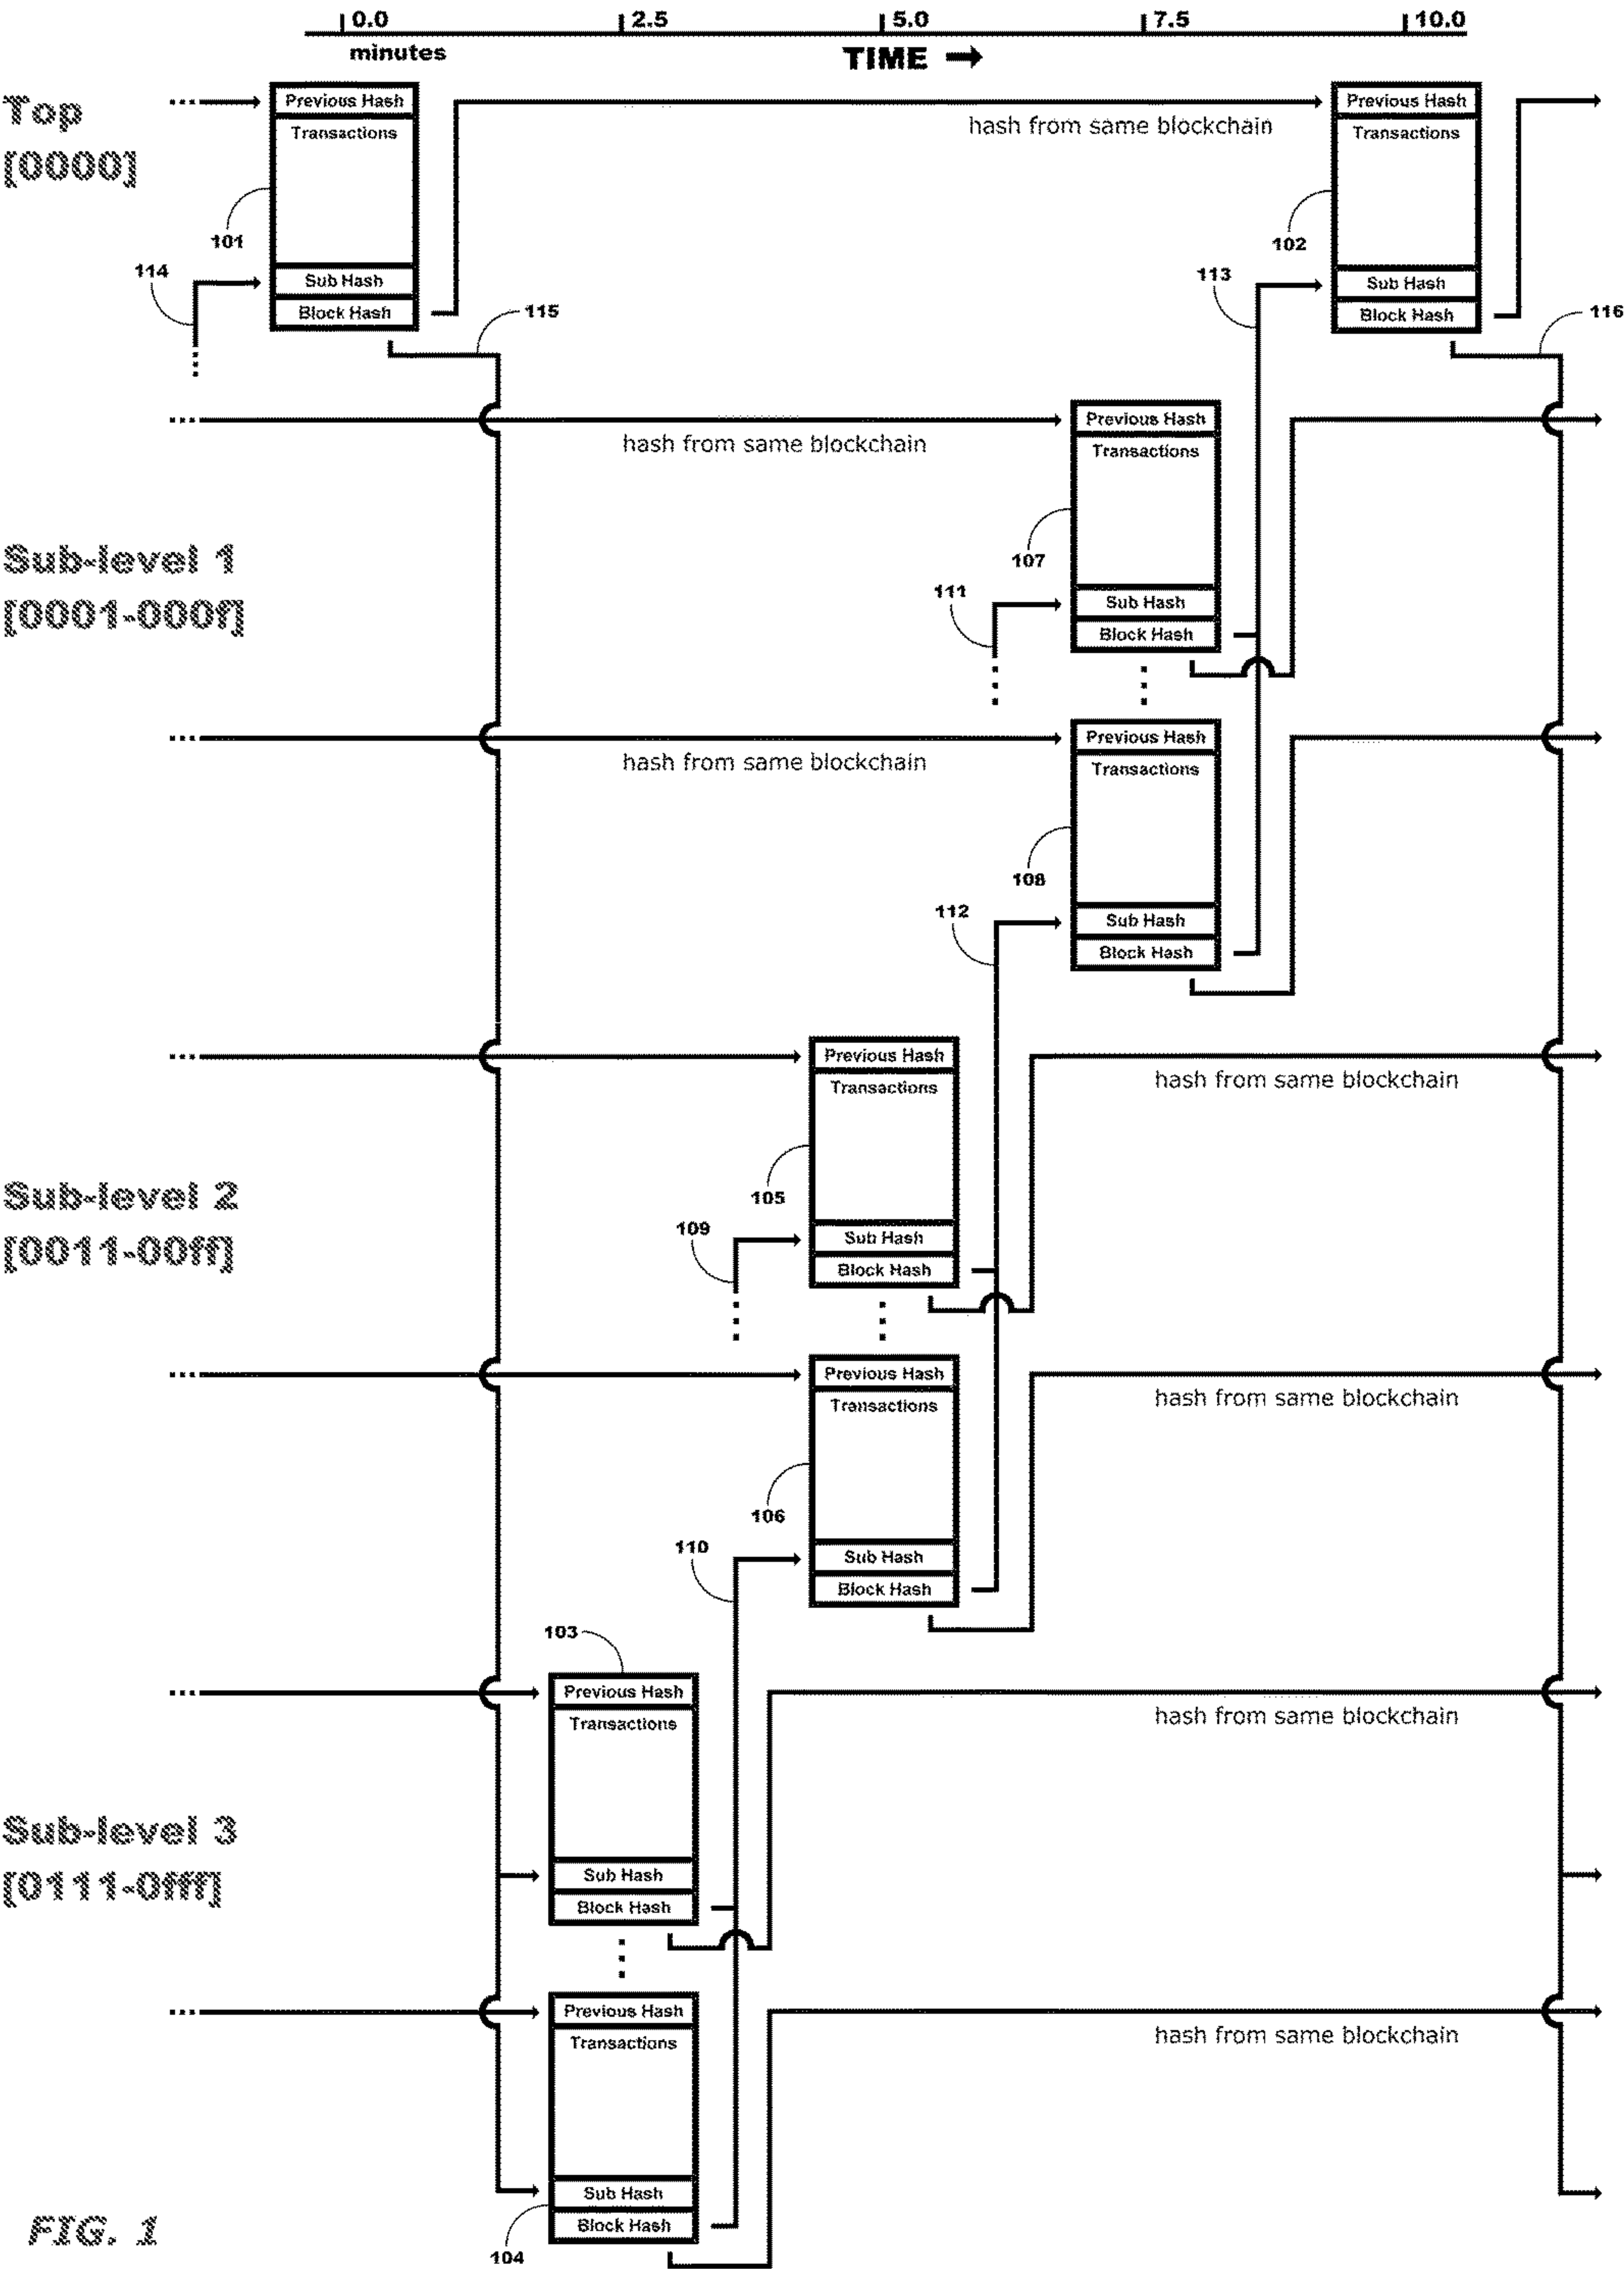 0.0 2.5 5.0 7.5 10.0
minutes TIME
Top
[0000]
Previous Hash
Transactions
Sub Hash
Block Hash
101
114
115
hash from same blockchain
Previous Hash
Transactions
Sub Hash
Block Hash
102
113
116
Sub-level 1
[0001-000f]
hash from same blockchain
Previous Hash
Transactions
Sub Hash
Block Hash
107
111
hash from same blockchain
Previous Hash
Transactions
Sub Hash
Block Hash
108
112
Sub-level 2
[0011-00ff]
Previous Hash
Transactions
Sub Hash
Block Hash
105
109
hash from same blockchain
Previous Hash
Transactions
Sub Hash
Block Hash
106
110
hash from same blockchain
Sub-level 3
[0111-0fff]
103
Previous Hash
Transactions
Sub Hash
Block Hash
hash from same blockchain
Previous Hash
Transactions
Sub Hash
Block Hash
104
hash from same blockchain
FIG. 1